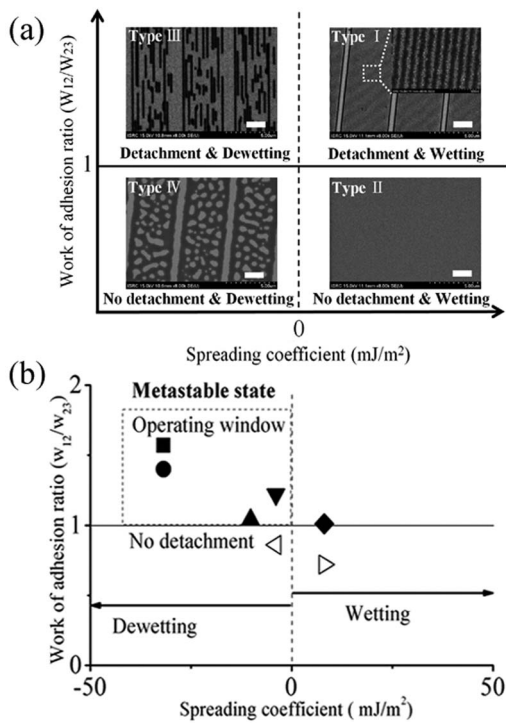 (a)
Work of adhesion ratio (W12/W23)
Type Ⅲ
Type Ⅰ
Detachment & Dewetting
Detachment & Wetting
1
Type Ⅳ
Type Ⅱ
No detachment & Dewetting
No detachment & Wetting
0
Spreading coefficient (mJ/m²)
(b)
Work of adhesion ratio (w12/w23)
2
Metastable state
Operating window
1
No detachment
Dewetting
Wetting
0
-50
0
50
Spreading coefficient ( mJ/m²)